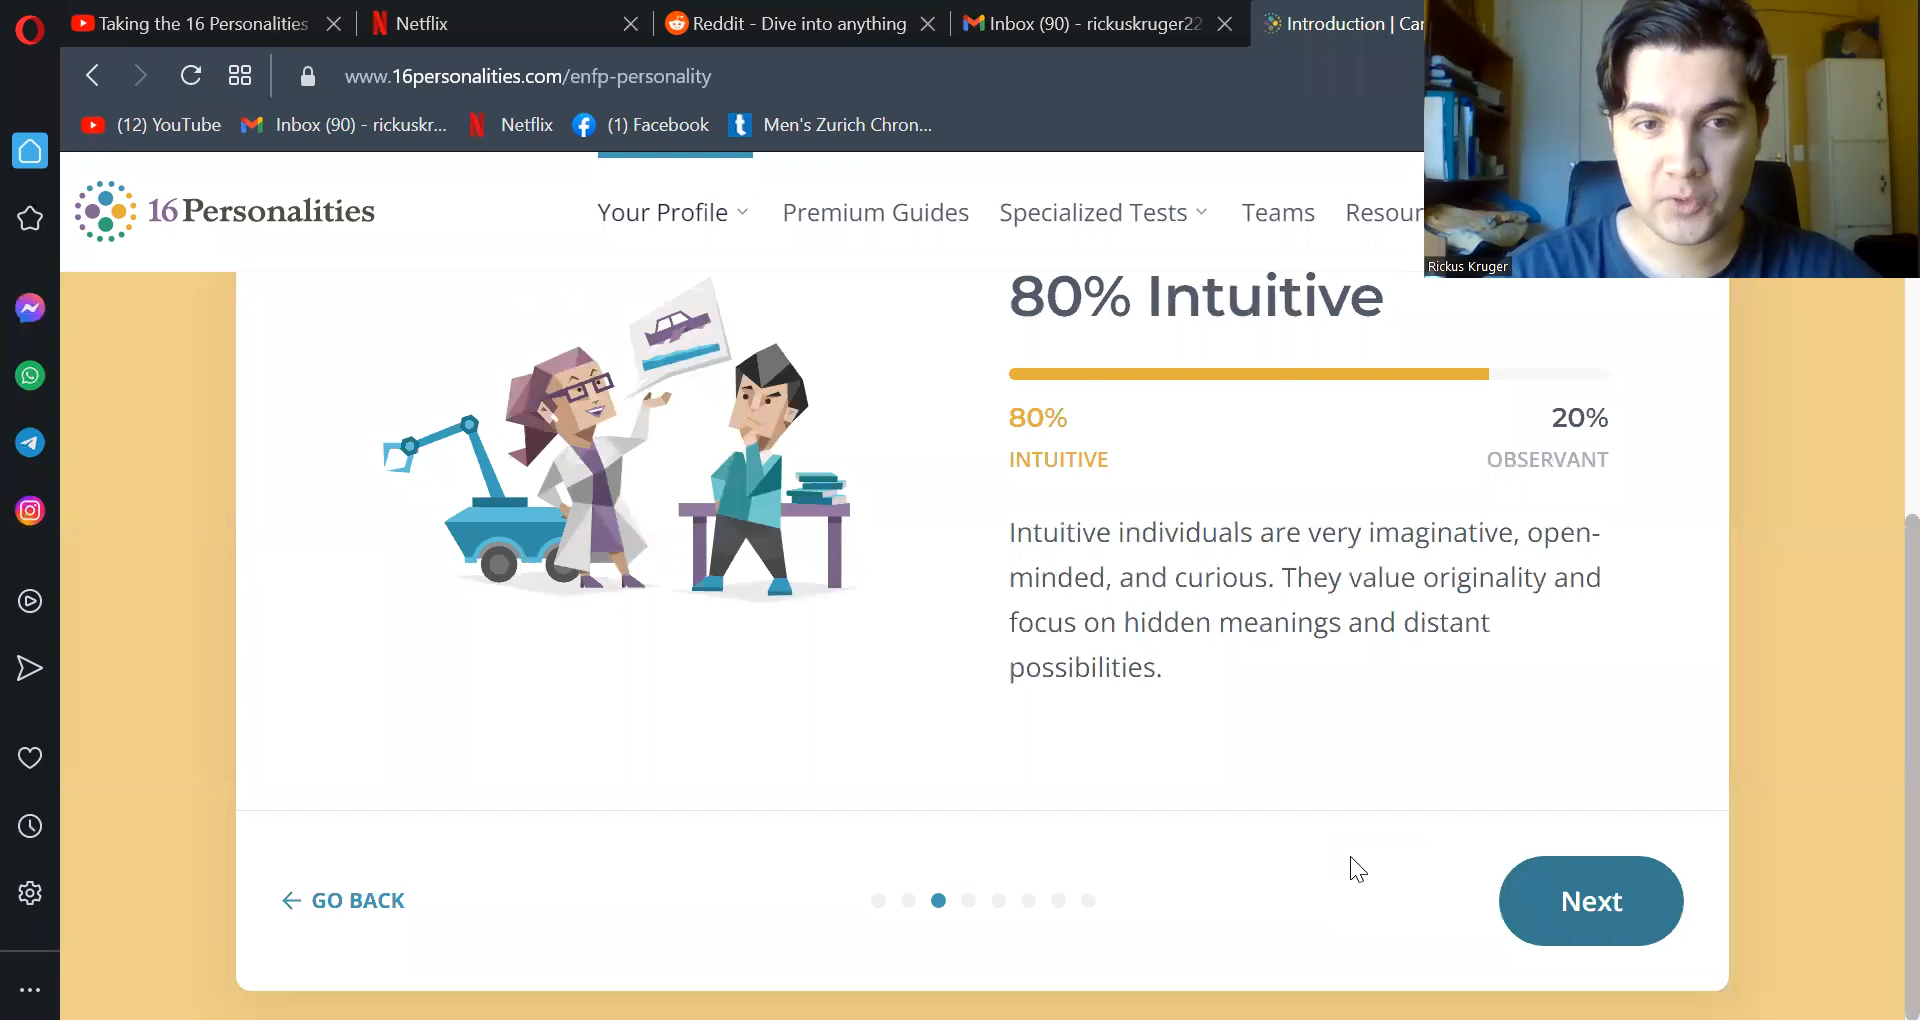 Taking the 16 Personalities
Netflix
Reddit - Dive into anything
Inbox (90) - rickuskruger22
Introduction | Car
www.16personalities.com/enfp-personality
(12) YouTube
Inbox (90) - rickuskr...
Netflix
(1) Facebook
Men's Zurich Chron...
16Personalities
Your Profile
Premium Guides
Specialized Tests
Teams
Resour
Rickus Kruger
80% Intuitive
80%
20%
INTUITIVE
OBSERVANT
Intuitive individuals are very imaginative, open-
minded, and curious. They value originality and
focus on hidden meanings and distant
possibilities.
GO BACK
Next